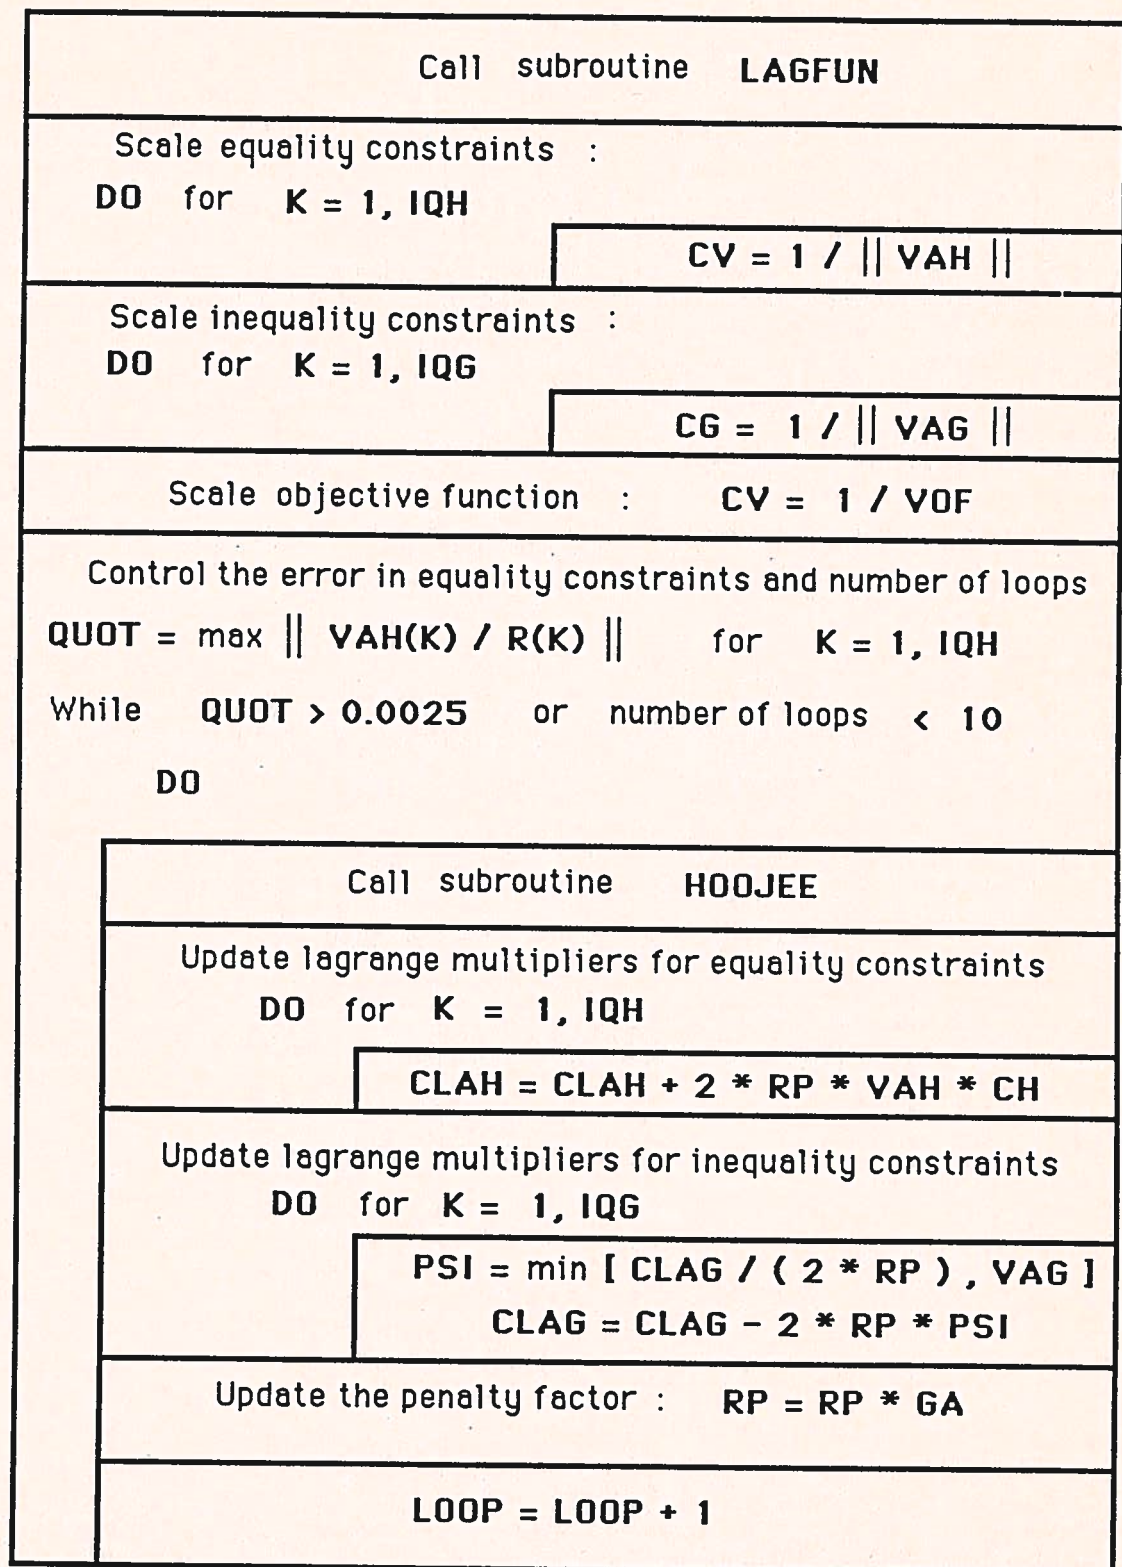 Call subroutine LAGFUN
Scale equality constraints :
DO for K = 1, IQH
CV = 1 / || VAH ||
Scale inequality constraints :
DO for K = 1, IQG
CG = 1 / || VAG ||
Scale objective function : CV = 1 / VOF
Control the error in equality constraints and number of loops
QUOT = max || VAH(K) / R(K) || for K = 1, IQH
While QUOT > 0.0025 or number of loops < 10
DO
Call subroutine HOOJEE
Update lagrange multipliers for equality constraints
DO for K = 1, IQH
CLAH = CLAH + 2 * RP * VAH * CH
Update lagrange multipliers for inequality constraints
DO for K = 1, IQG
PSI = min [ CLAG / ( 2 * RP ) , VAG ]
CLAG = CLAG - 2 * RP * PSI
Update the penalty factor : RP = RP * GA
LOOP = LOOP + 1